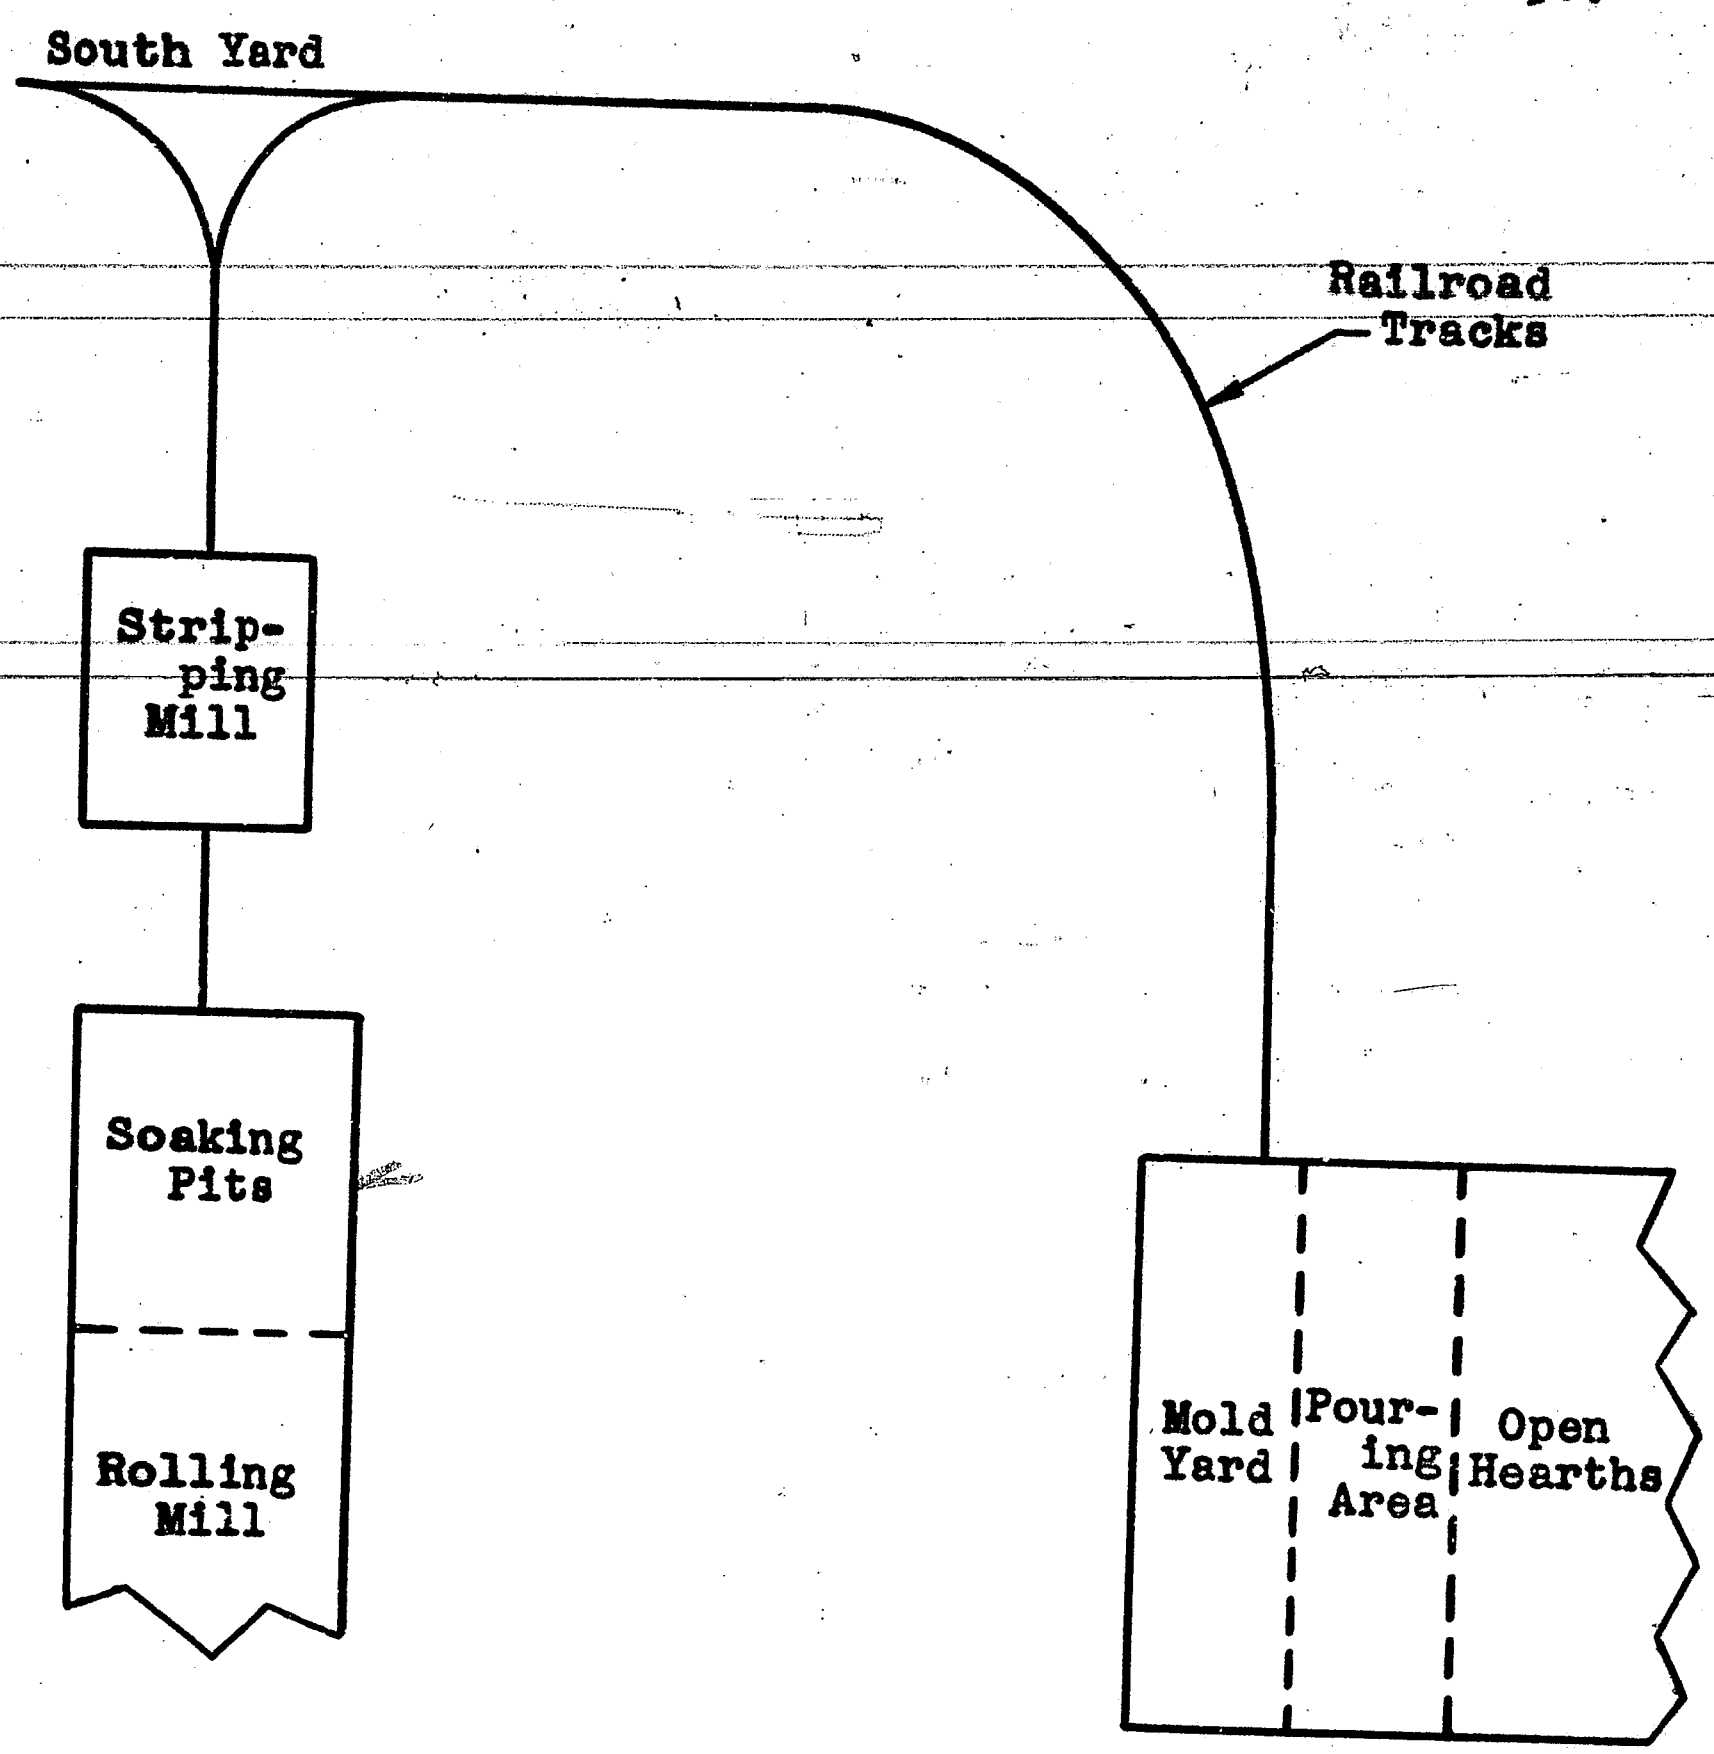 South Yard
Railroad
Tracks
Strip-
ping
Mill
Soaking
Pits
Rolling
Mill
Mold
Yard
Pour-
ing
Area
Open
Hearths